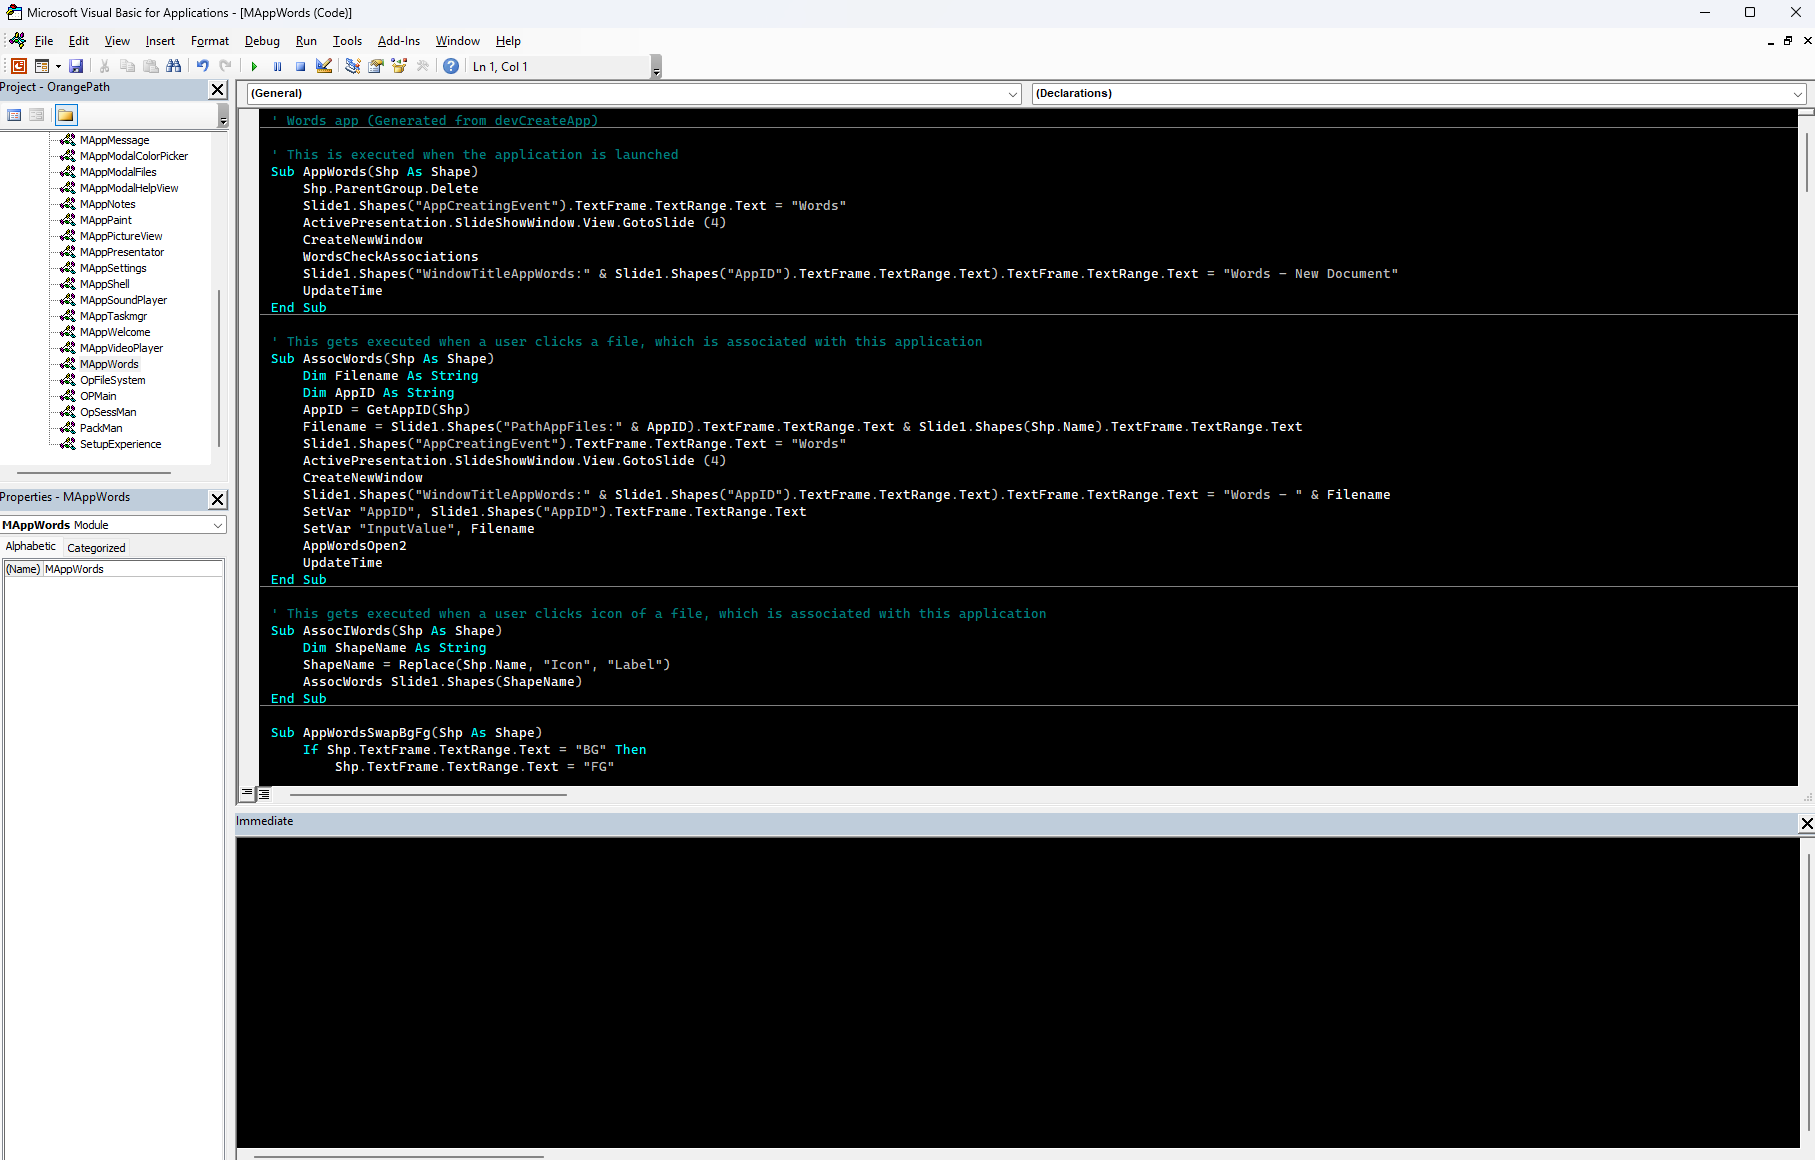 Microsoft Visual Basic for Applications - [MAppWords (Code)]
File Edit View Insert Format Debug Run Tools Add-Ins Window Help
Ln 1, Col 1
Project - OrangePath
MAppMessage
MAppModalColorPicker
MAppModalFiles
MAppModalHelpView
MAppNotes
MAppPaint
MAppPictureView
MAppPresentator
MAppSettings
MAppShell
MAppSoundPlayer
MAppTaskmgr
MAppWelcome
MAppVideoPlayer
MAppWords
OpFileSystem
OPMain
OpSessMan
PackMan
SetupExperience
Properties - MAppWords
MAppWords Module
Alphabetic Categorized
(Name) MAppWords
(General) (Declarations)
' Words app (Generated from devCreateApp)
' This is executed when the application is launched
Sub AppWords(Shp As Shape)
    Shp.ParentGroup.Delete
    Slide1.Shapes("AppCreatingEvent").TextFrame.TextRange.Text = "Words"
    ActivePresentation.SlideShowWindow.View.GotoSlide (4)
    CreateNewWindow
    WordsCheckAssociations
    Slide1.Shapes("WindowTitleAppWords:" & Slide1.Shapes("AppID").TextFrame.TextRange.Text).TextFrame.TextRange.Text = "Words - New Document"
    UpdateTime
End Sub
' This gets executed when a user clicks a file, which is associated with this application
Sub AssocWords(Shp As Shape)
    Dim Filename As String
    Dim AppID As String
    AppID = GetAppID(Shp)
    Filename = Slide1.Shapes("PathAppFiles:" & AppID).TextFrame.TextRange.Text & Slide1.Shapes(Shp.Name).TextFrame.TextRange.Text
    Slide1.Shapes("AppCreatingEvent").TextFrame.TextRange.Text = "Words"
    ActivePresentation.SlideShowWindow.View.GotoSlide (4)
    CreateNewWindow
    Slide1.Shapes("WindowTitleAppWords:" & Slide1.Shapes("AppID").TextFrame.TextRange.Text).TextFrame.TextRange.Text = "Words - " & Filename
    SetVar "AppID", Slide1.Shapes("AppID").TextFrame.TextRange.Text
    SetVar "InputValue", Filename
    AppWordsOpen2
    UpdateTime
End Sub
' This gets executed when a user clicks icon of a file, which is associated with this application
Sub AssocIWords(Shp As Shape)
    Dim ShapeName As String
    ShapeName = Replace(Shp.Name, "Icon", "Label")
    AssocWords Slide1.Shapes(ShapeName)
End Sub
Sub AppWordsSwapBgFg(Shp As Shape)
    If Shp.TextFrame.TextRange.Text = "BG" Then
        Shp.TextFrame.TextRange.Text = "FG"
Immediate